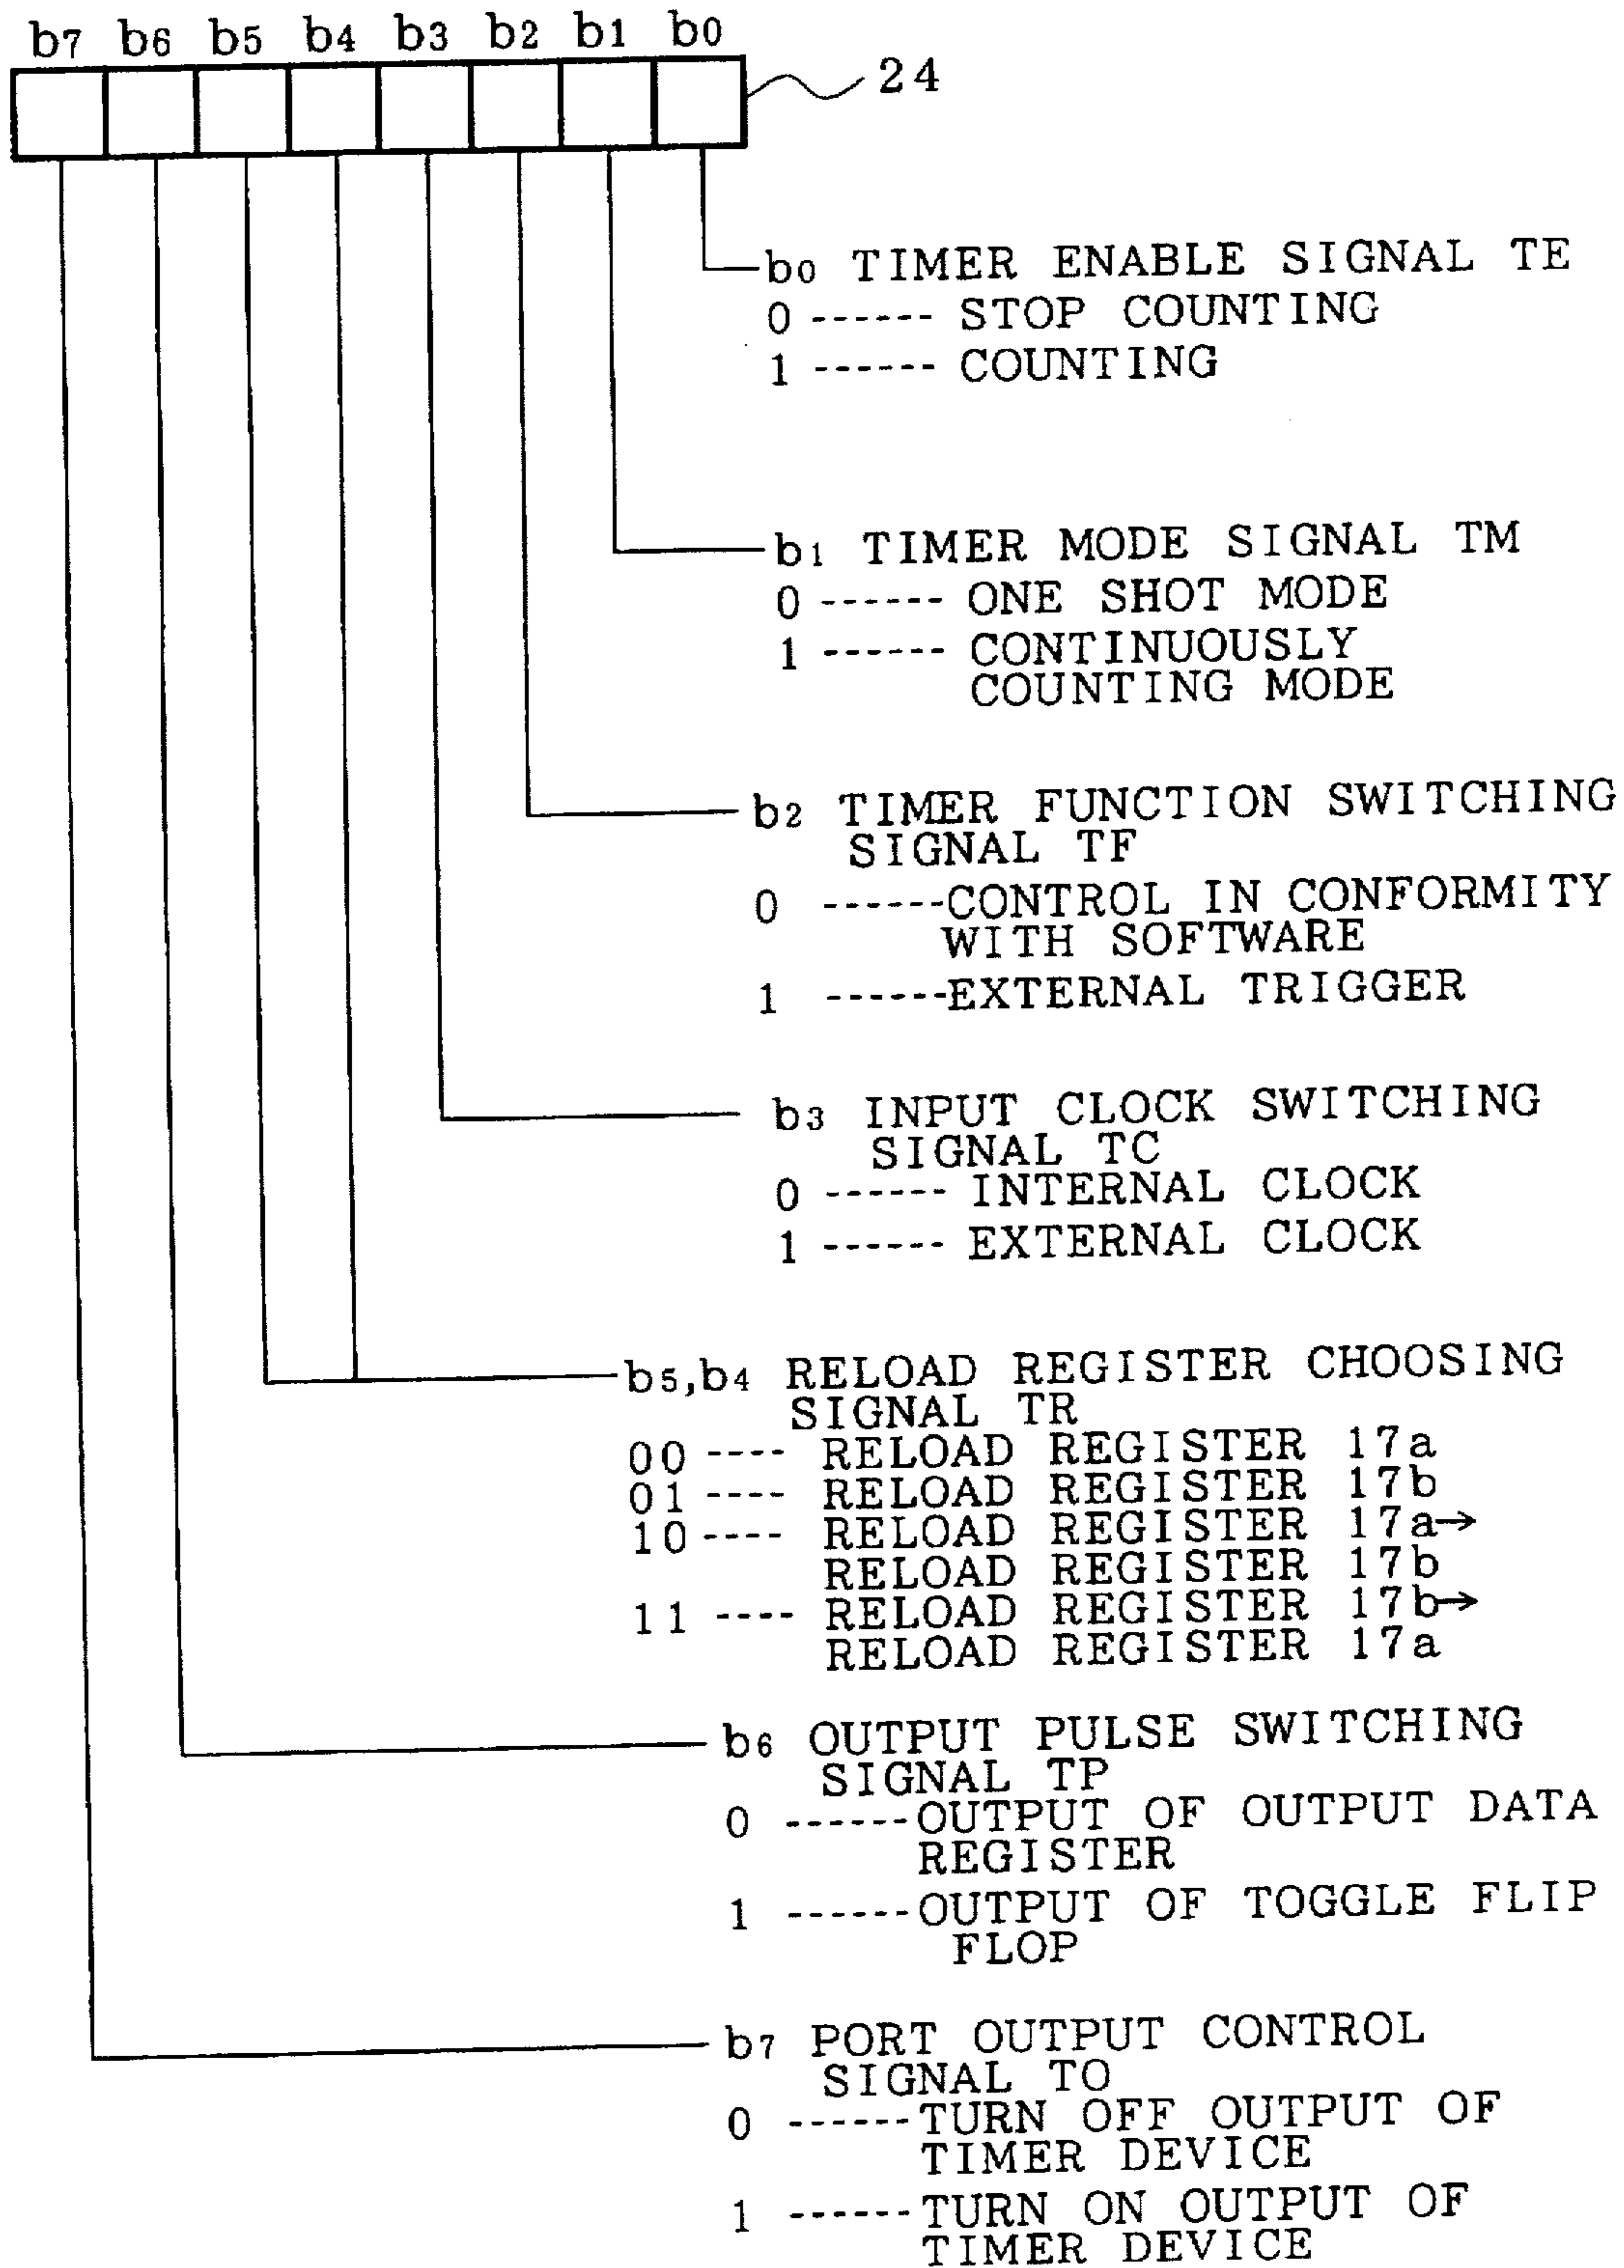 b7 b6 b5 b4 b3 b2 b1 b0
24
b0 TIMER ENABLE SIGNAL TE
0 ------ STOP COUNTING
1 ------ COUNTING
b1 TIMER MODE SIGNAL TM
0 ------ ONE SHOT MODE
1 ------ CONTINUOUSLY
COUNTING MODE
b2 TIMER FUNCTION SWITCHING
SIGNAL TF
0 ------CONTROL IN CONFORMITY
WITH SOFTWARE
1 ------EXTERNAL TRIGGER
b3 INPUT CLOCK SWITCHING
SIGNAL TC
0 ------ INTERNAL CLOCK
1 ------ EXTERNAL CLOCK
b5,b4 RELOAD REGISTER CHOOSING
SIGNAL TR
00 ---- RELOAD REGISTER 17a
01 ---- RELOAD REGISTER 17b
10 ---- RELOAD REGISTER 17a→
RELOAD REGISTER 17b
11 ---- RELOAD REGISTER 17b→
RELOAD REGISTER 17a
b6 OUTPUT PULSE SWITCHING
SIGNAL TP
0 ------OUTPUT OF OUTPUT DATA
REGISTER
1 ------OUTPUT OF TOGGLE FLIP
FLOP
b7 PORT OUTPUT CONTROL
SIGNAL TO
0 ------TURN OFF OUTPUT OF
TIMER DEVICE
1 ------TURN ON OUTPUT OF
TIMER DEVICE